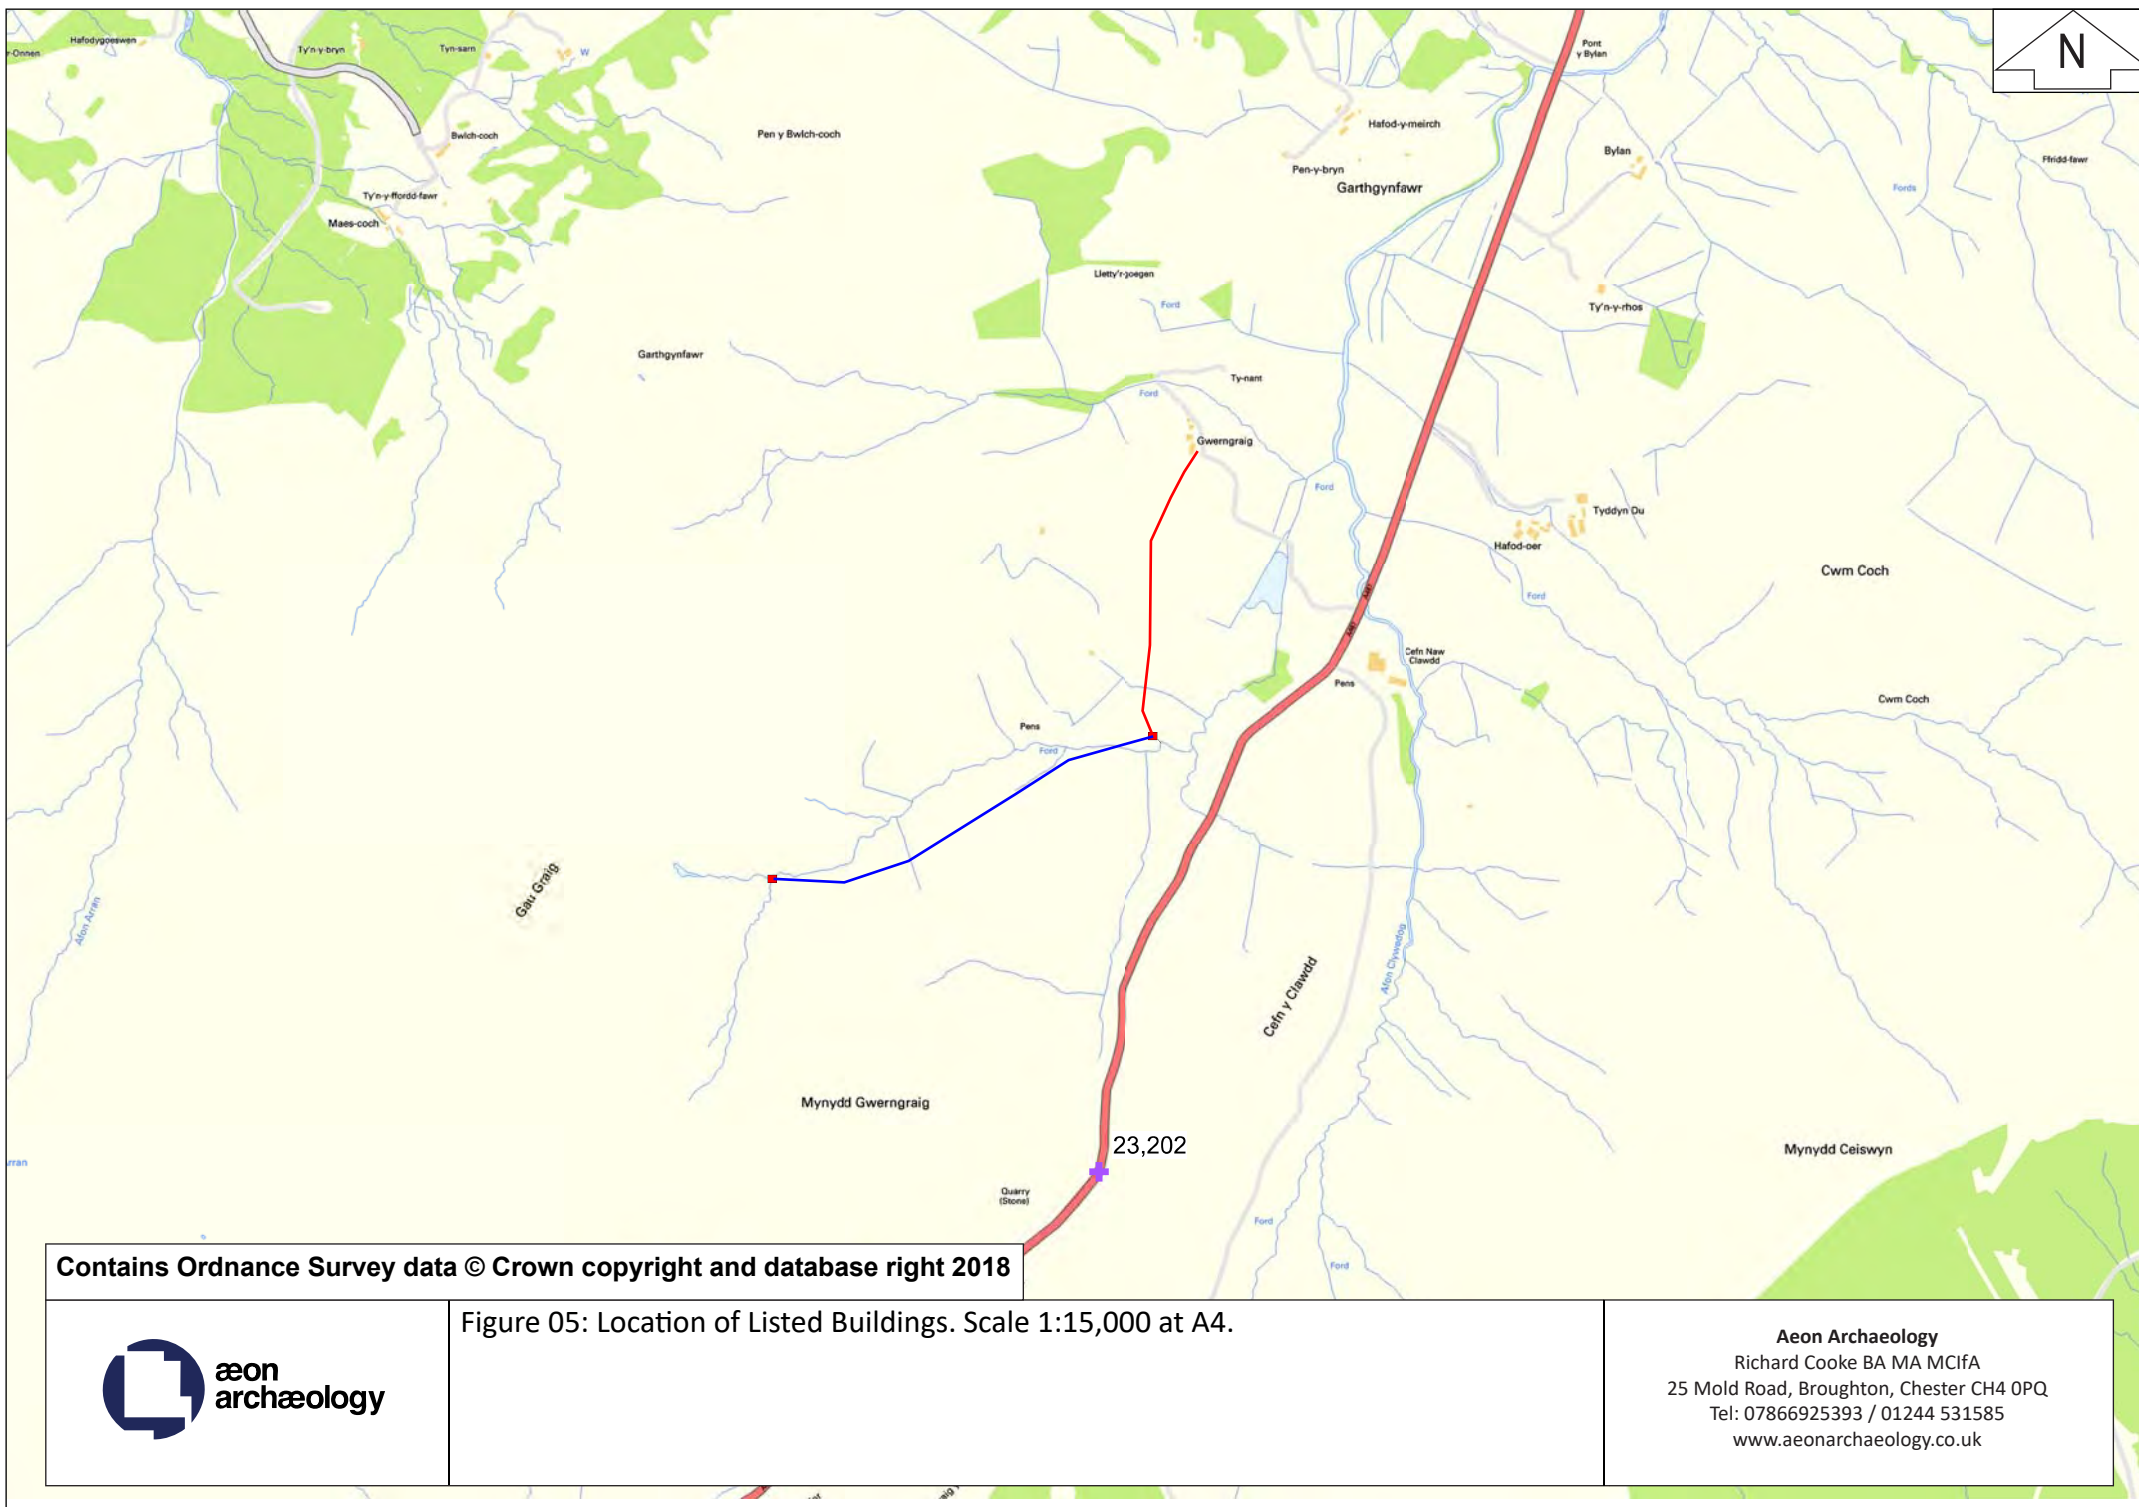 Hafodygoeswen
Ty'n-y-bryn
Tyn-sarn
W
Pont
y Bylan
N
r-Onnen
Bwlch-coch
Pen y Bwlch-coch
Hafod-y-meirch
Bylan
Ffridd-fawr
Pen-y-bryn
Garthgynfawr
Fords
Ty'n-y-ffordd-fawr
Maes-coch
Lletty'r-goegen
Ford
Ty'n-y-rhos
Garthgynfawr
Ty-nant
Ford
Gwerngraig
Ford
Tyddyn Du
Hafod-oer
Cwm Coch
Ford
A487
A487
Cefn Naw
Clawdd
Pens
Cwm Coch
Pens
Ford
Gau Graig
Afon Arran
Afon Clywedog
Cefn y Clawdd
Mynydd Gwerngraig
23,202
Mynydd Ceiswyn
rran
Quarry
(Stone)
Ford
Ford
Contains Ordnance Survey data © Crown copyright and database right 2018
æon
archæology
Figure 05: Location of Listed Buildings. Scale 1:15,000 at A4.
Aeon Archaeology
Richard Cooke BA MA MCIfA
25 Mold Road, Broughton, Chester CH4 0PQ
Tel: 07866925393 / 01244 531585
www.aeonarchaeology.co.uk